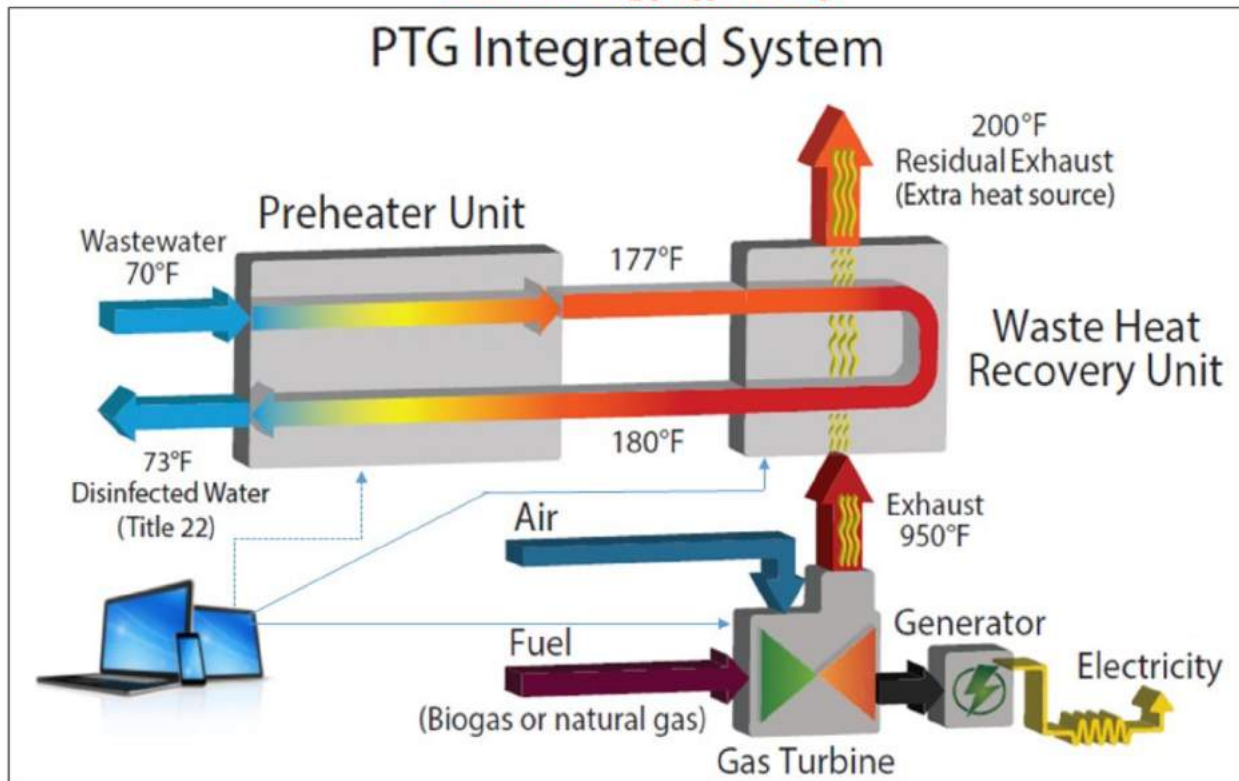 PTG Integrated System
200°F
Residual Exhaust
(Extra heat source)
Preheater Unit
Wastewater
70°F
177°F
Waste Heat
Recovery Unit
180°F
73°F
Disinfected Water
(Title 22)
Exhaust
950°F
Air
Fuel
(Biogas or natural gas)
Generator
Electricity
Gas Turbine